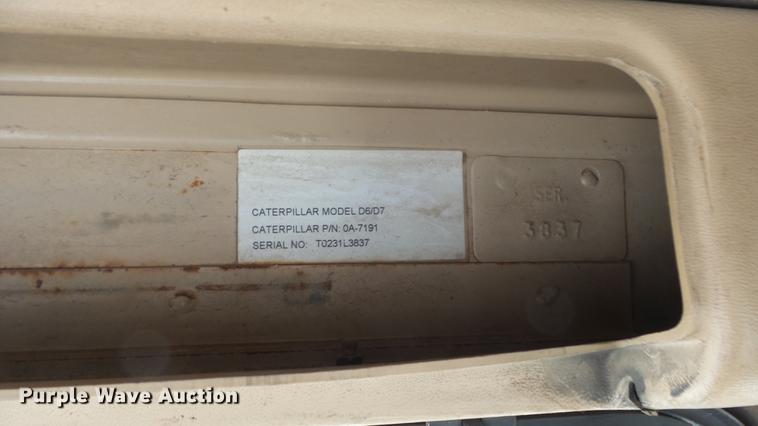 CATERPILLAR MODEL D6/D7
CATERPILLAR P/N: 0A-7191
SERIAL NO: T0231L3837
SER.
3837
Purple Wave Auction